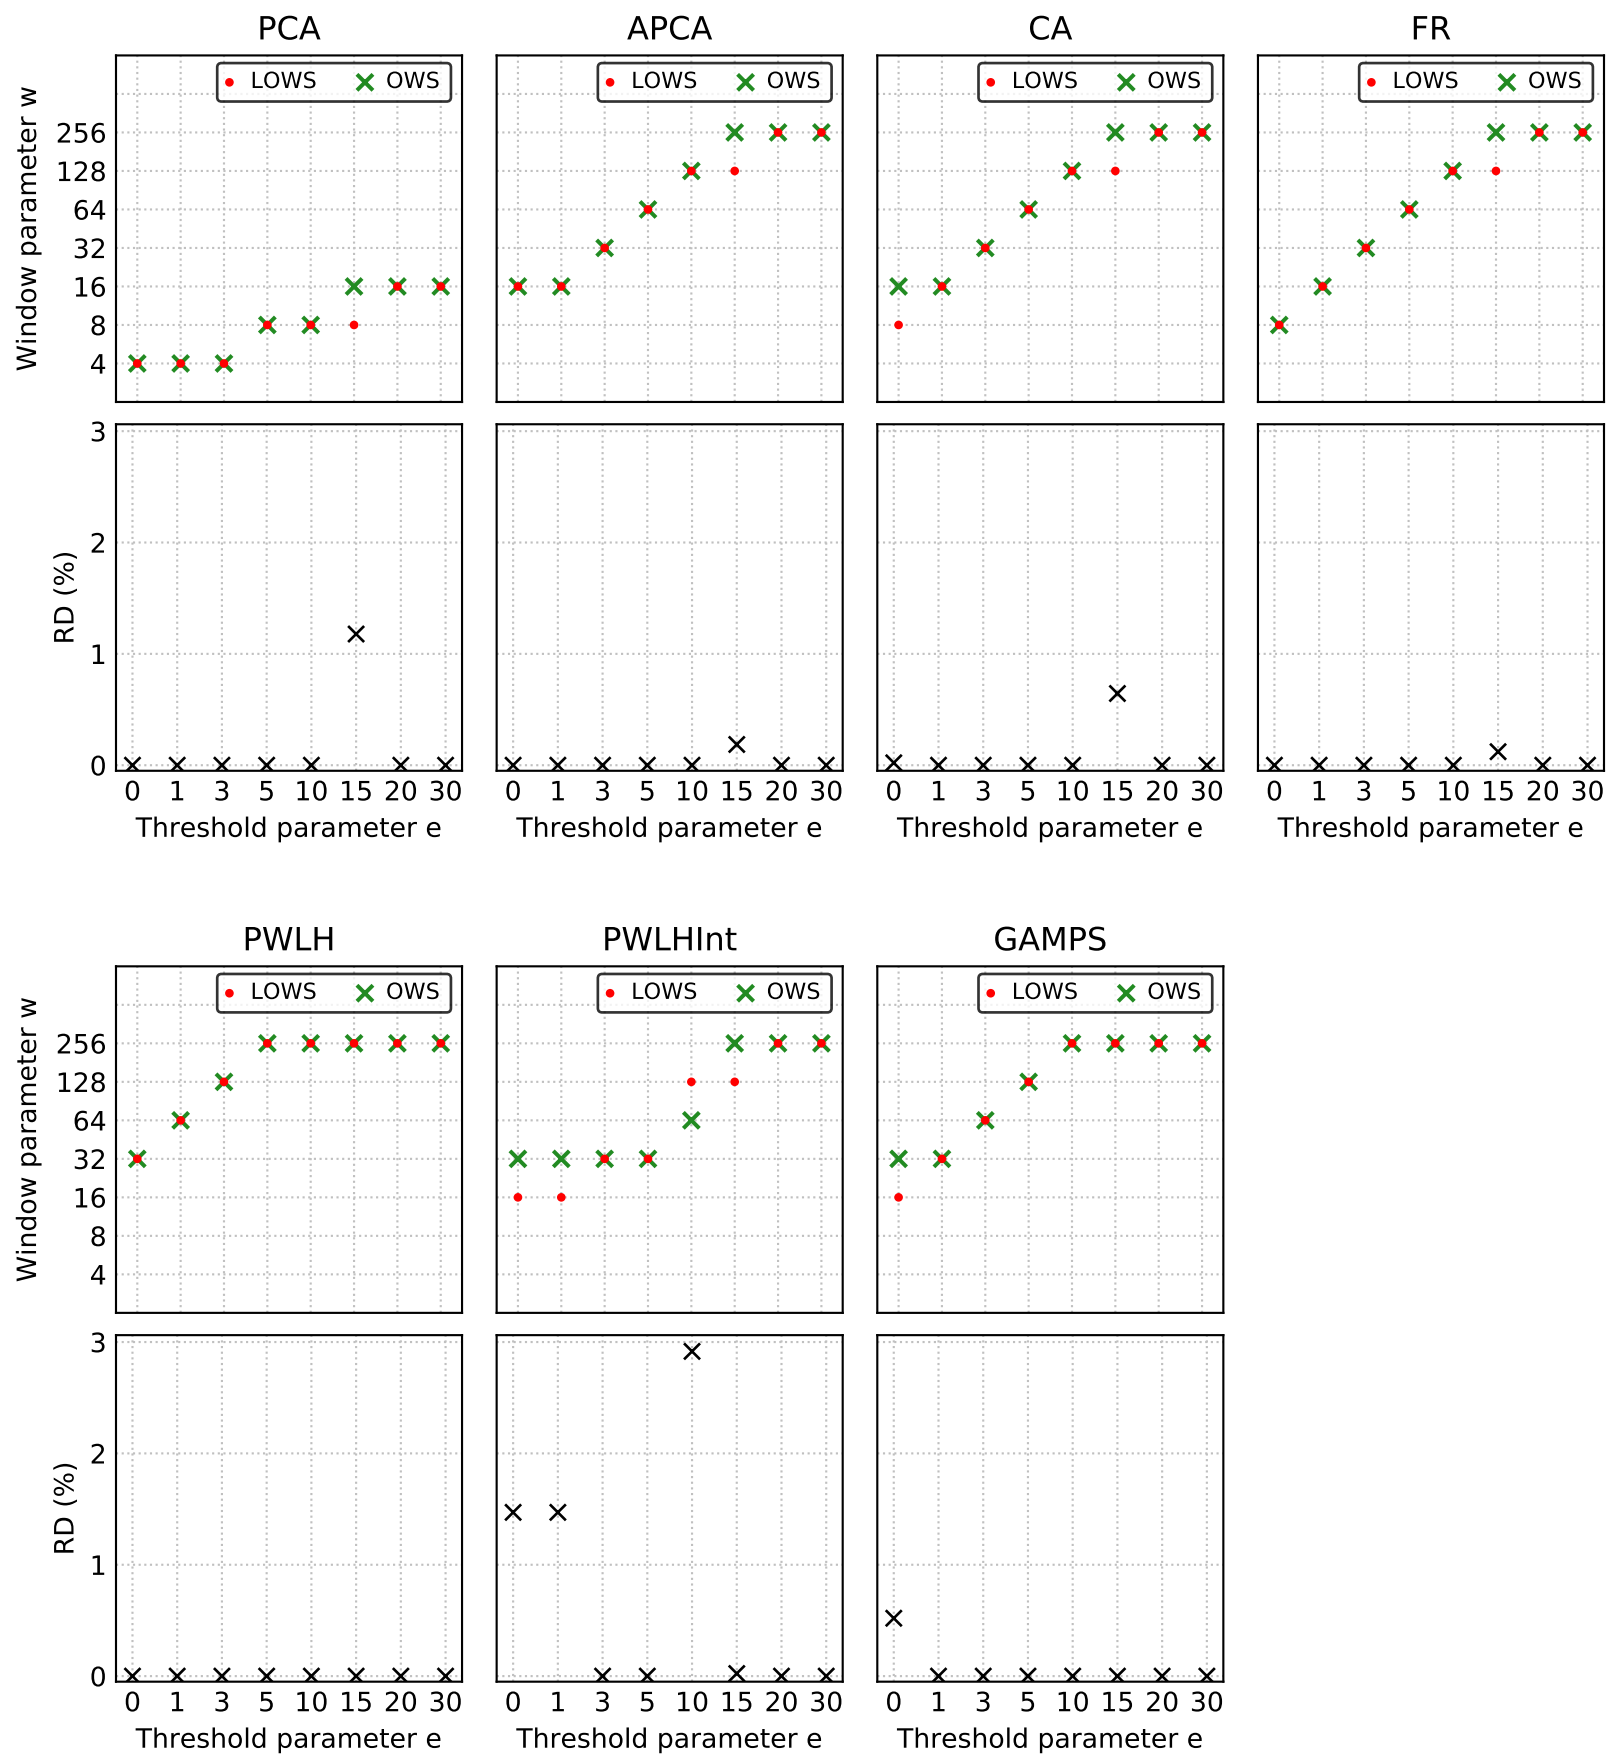 PCA APCA CA FR
LOWS OWS LOWS OWS LOWS OWS LOWS OWS
Window parameter w
256
128
64
32
16
8
4
RD (%)
3
2
1
0
0 1 3 5 10 15 20 30 0 1 3 5 10 15 20 30 0 1 3 5 10 15 20 30 0 1 3 5 10 15 20 30
Threshold parameter e Threshold parameter e Threshold parameter e Threshold parameter e
PWLH PWLHInt GAMPS
LOWS OWS LOWS OWS LOWS OWS
Window parameter w
256
128
64
32
16
8
4
RD (%)
3
2
1
0
0 1 3 5 10 15 20 30 0 1 3 5 10 15 20 30 0 1 3 5 10 15 20 30
Threshold parameter e Threshold parameter e Threshold parameter e